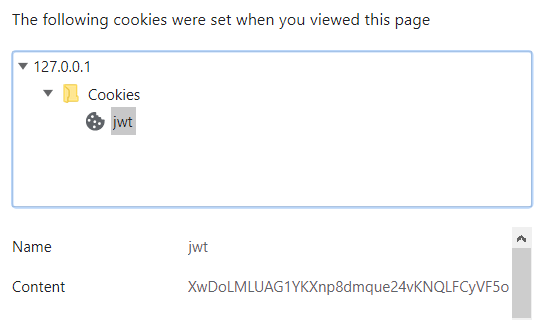 The following cookies were set when you viewed this page
127.0.0.1
Cookies
jwt
Name jwt
Content XwDoLMLUAG1YKXnp8dmque24vKNQLFCyVF5o